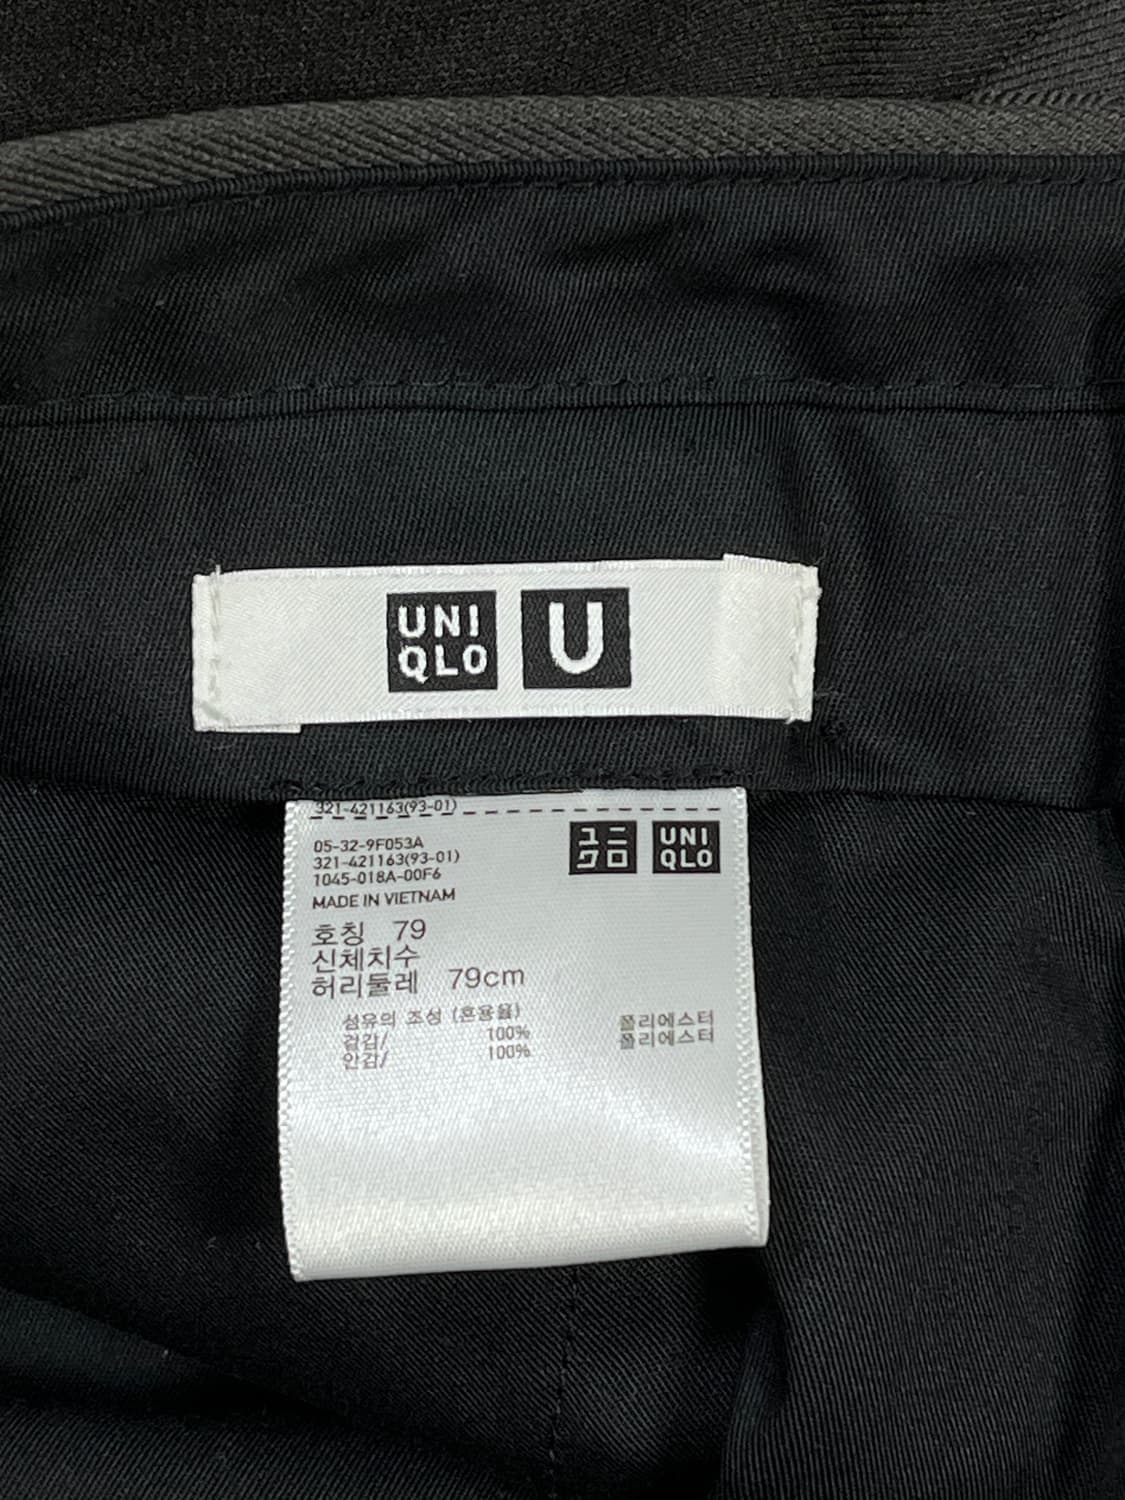 UNI
QLO
U
321-421163(93-01)
05-32-9F053A
321-421163(93-01)
1045-018A-00F6
MADE IN VIETNAM
ユニ
クロ
UNI
QLO
호칭 79
신체치수
허리둘레 79cm
섬유의 조성 (혼용율)
겉감/ 100% 폴리에스터
안감/ 100% 폴리에스터